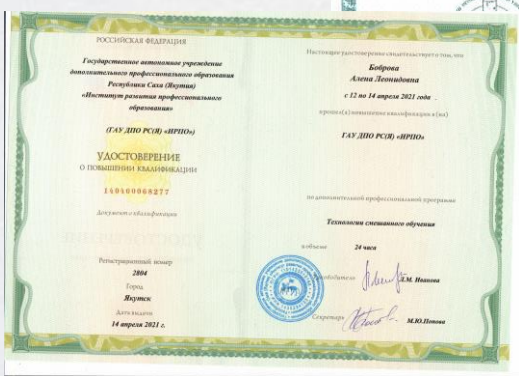 РОССИЙСКАЯ ФЕДЕРАЦИЯ
Государственное автономное учреждение
дополнительного профессионального образования
Республики Саха (Якутия)
«Институт развития профессионального
образования»
(ГАУ ДПО РС(Я) «ИРПО»)
УДОСТОВЕРЕНИЕ
О ПОВЫШЕНИИ КВАЛИФИКАЦИИ
140400068277
Документ о квалификации
Регистрационный номер
2804
Город
Якутск
Дата выдачи
14 апреля 2021 г.
Настоящее удостоверение свидетельствует о том, что
Боброва
Алена Леонидовна
с 12 по 14 апреля 2021 года
прошел(а) повышение квалификации в (на)
ГАУ ДПО РС(Я) «ИРПО»
по дополнительной профессиональной программе
Технологии смешанного обучения
в объеме 24 часа
Руководитель Е.М. Иванова
Секретарь М.Ю.Попова